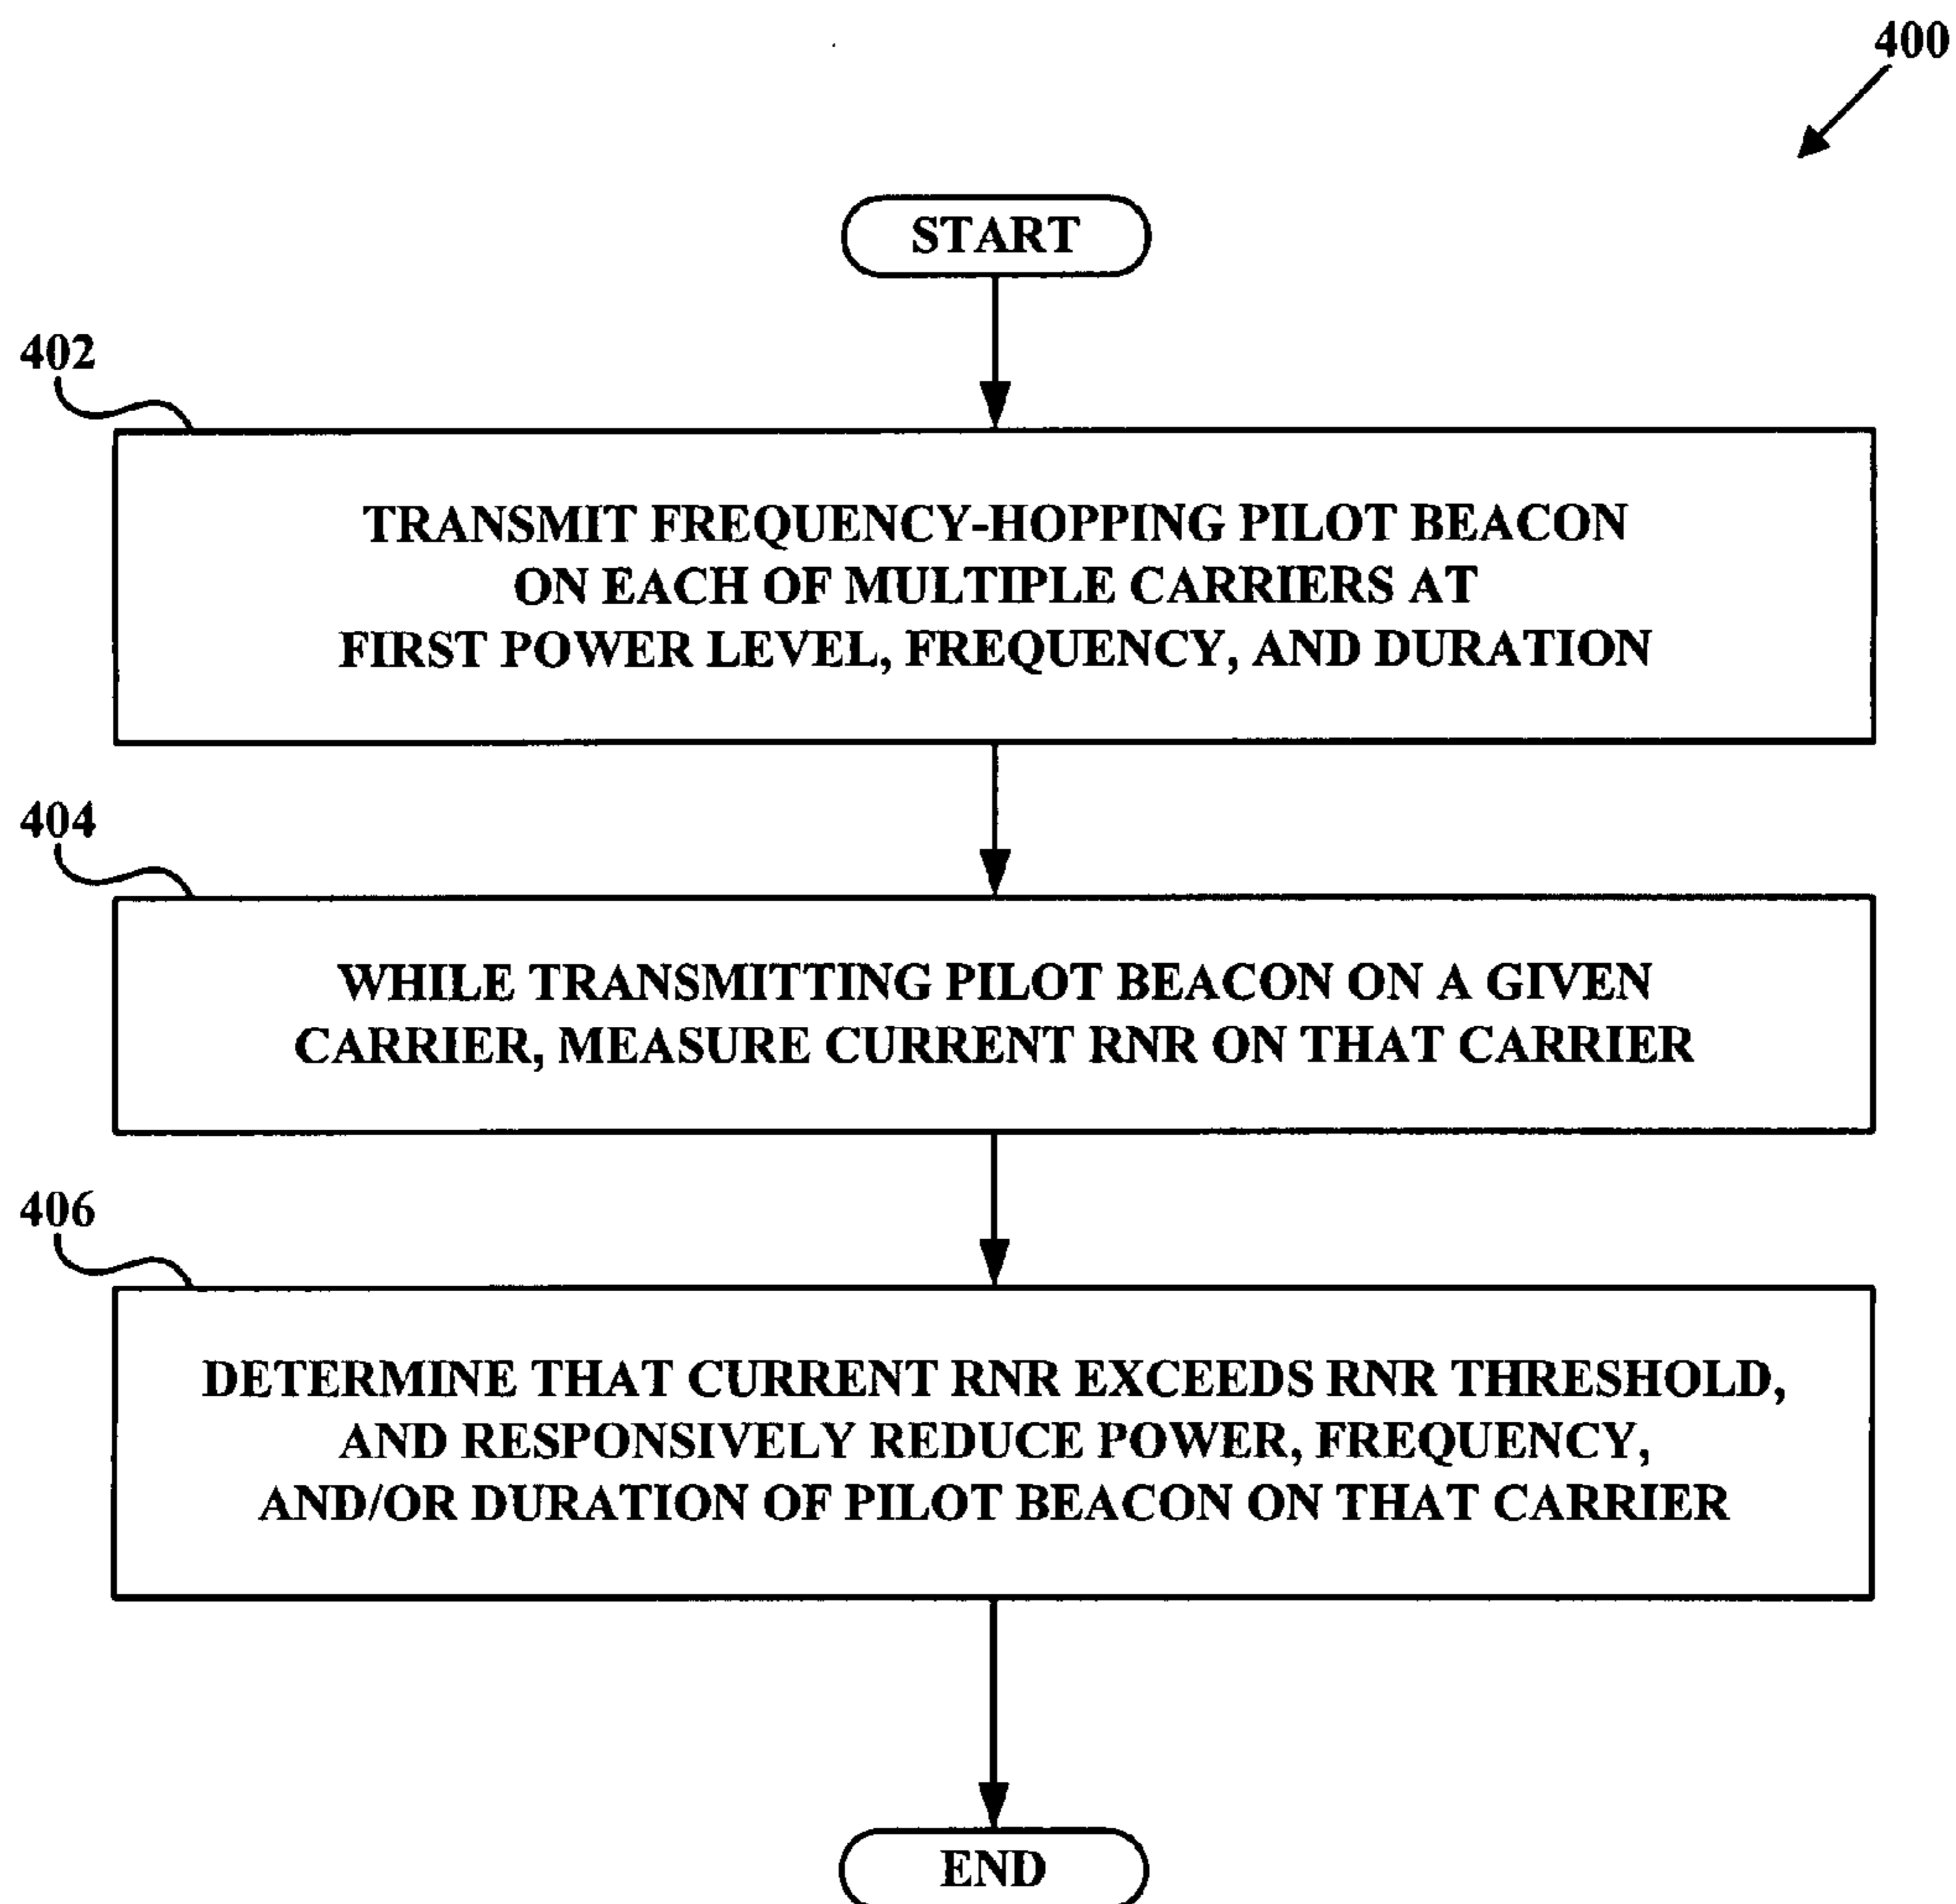 400
START
402
TRANSMIT FREQUENCY-HOPPING PILOT BEACON
ON EACH OF MULTIPLE CARRIERS AT
FIRST POWER LEVEL, FREQUENCY, AND DURATION
404
WHILE TRANSMITTING PILOT BEACON ON A GIVEN
CARRIER, MEASURE CURRENT RNR ON THAT CARRIER
406
DETERMINE THAT CURRENT RNR EXCEEDS RNR THRESHOLD,
AND RESPONSIVELY REDUCE POWER, FREQUENCY,
AND/OR DURATION OF PILOT BEACON ON THAT CARRIER
END